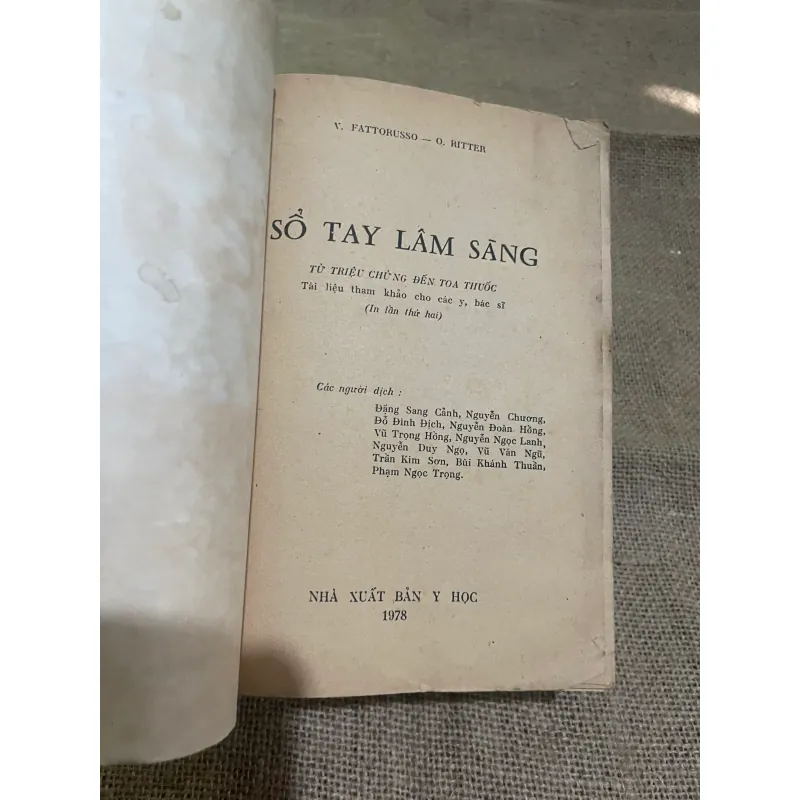 V. FATTORUSSO — O. RITTER
SỔ TAY LÂM SÀNG
TỪ TRIỆU CHỨNG ĐẾN TOA THUỐC
Tài liệu tham khảo cho các y, bác sĩ
(In lần thứ hai)
Các người dịch :
Đặng Sang Cảnh, Nguyễn Chương,
Đỗ Đình Địch, Nguyễn Đoàn Hồng,
Vũ Trọng Hông, Nguyễn Ngọc Lanh,
Nguyễn Duy Ngọ, Vũ Văn Ngũ,
Trần Kim Sơn, Bùi Khánh Thuần,
Phạm Ngọc Trọng.
NHÀ XUẤT BẢN Y HỌC
1978